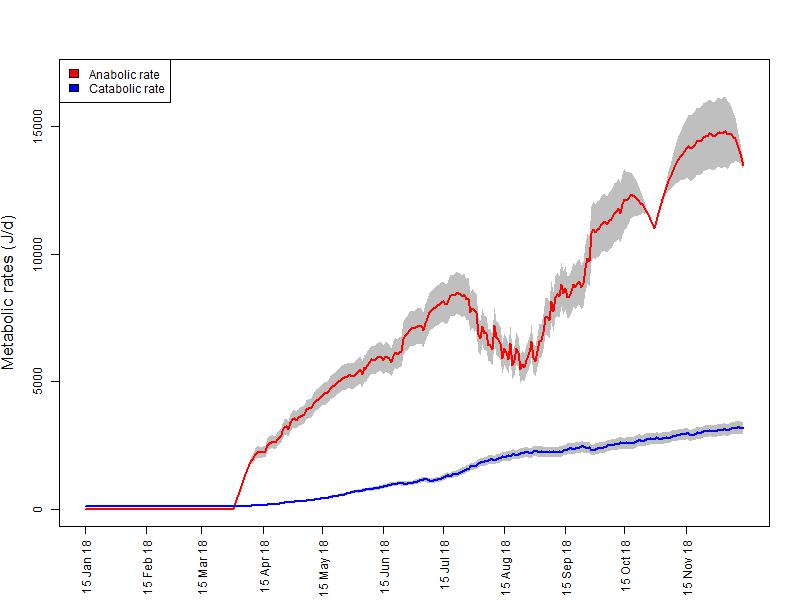 Anabolic rate
Catabolic rate
Metabolic rates (J/d)
15000
10000
5000
0
15 Jan 18
15 Feb 18
15 Mar 18
15 Apr 18
15 May 18
15 Jun 18
15 Jul 18
15 Aug 18
15 Sep 18
15 Oct 18
15 Nov 18